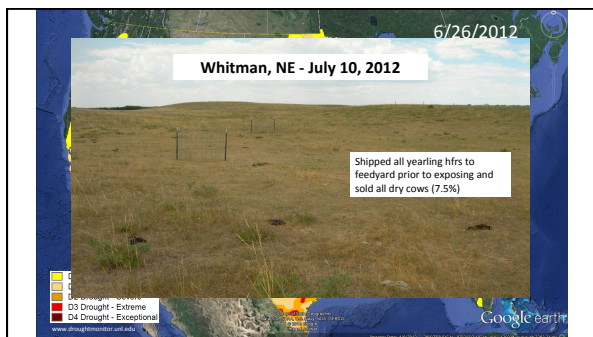 6/26/2012
Whitman, NE - July 10, 2012
Shipped all yearling hfrs to
feedyard prior to exposing and
sold all dry cows (7.5%)
D3 Drought - Extreme
D4 Drought - Exceptional
www.droughtmonitor.unl.edu
Google earth